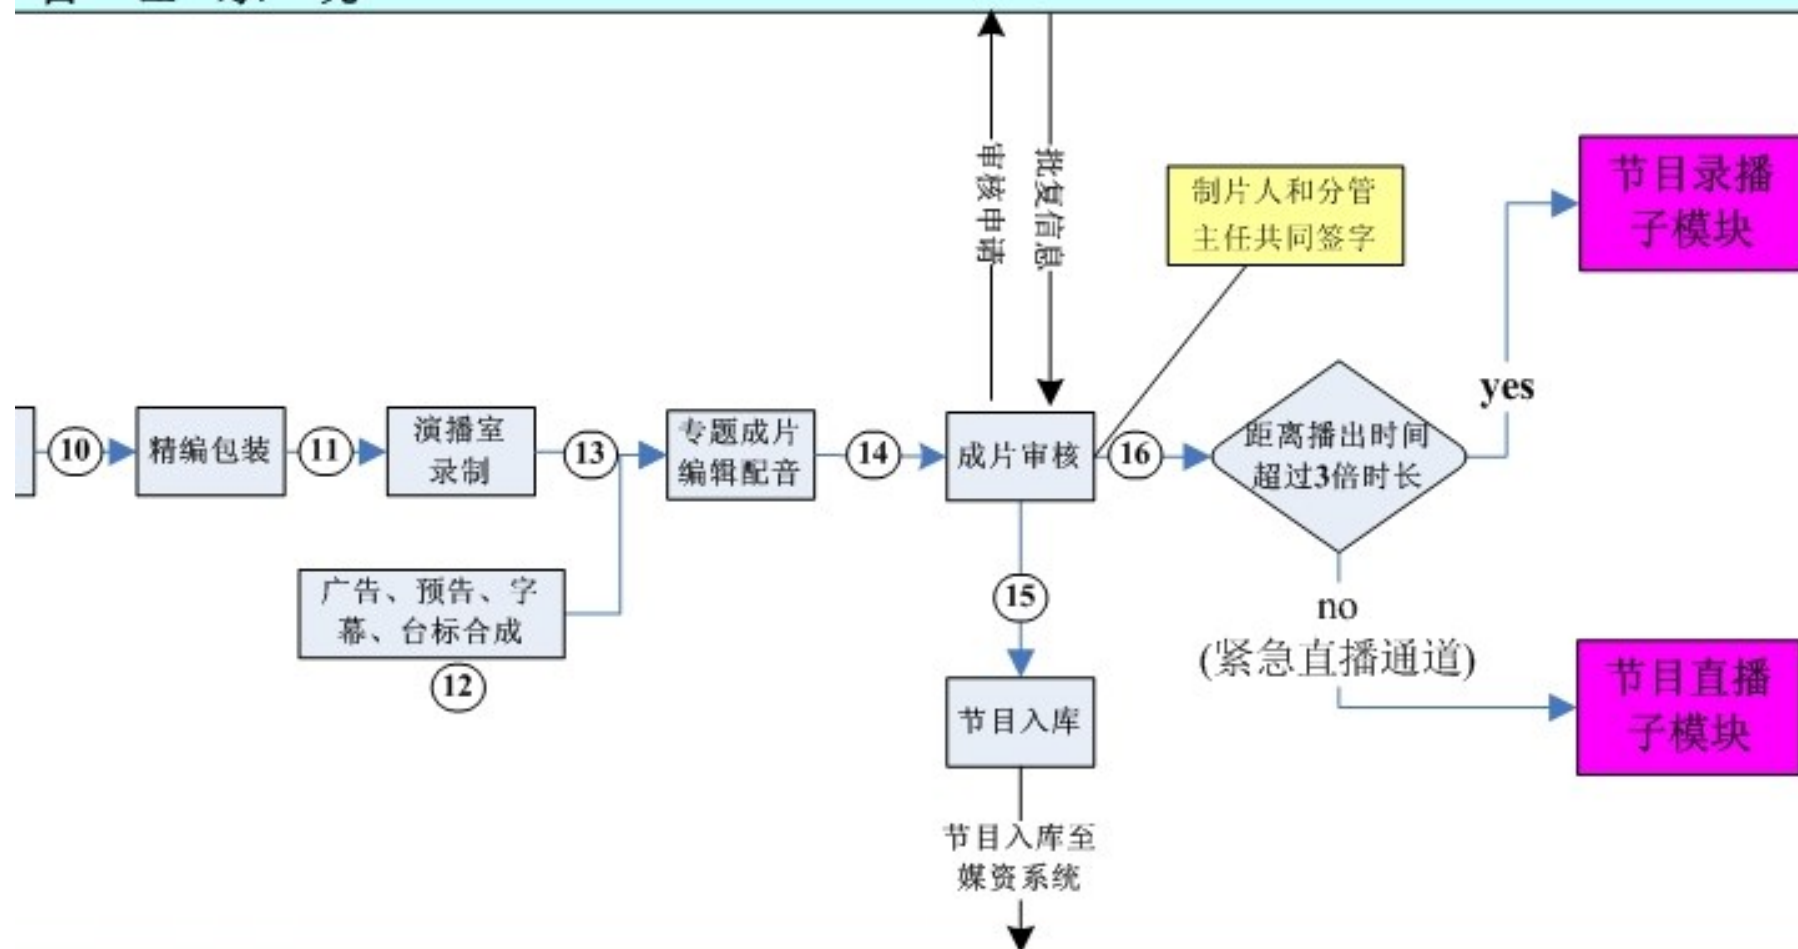 审核申请
批复信息
制片人和分管
主任共同签字
节目录播
子模块
yes
10
精编包装
11
演播室
录制
13
专题成片
编辑配音
14
成片审核
16
距离播出时间
超过3倍时长
广告、预告、字
幕、台标合成
12
15
no
(紧急直播通道)
节目入库
节目直播
子模块
节目入库至
媒资系统